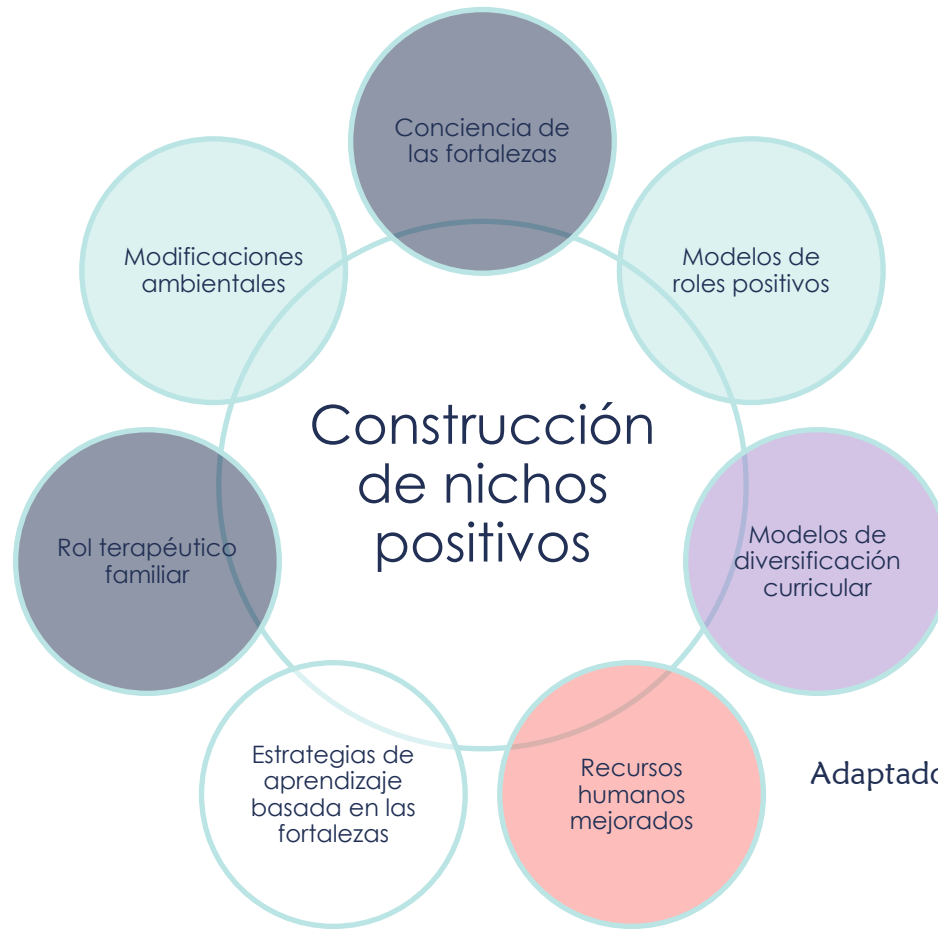 Conciencia de
las fortalezas
Modelos de
roles positivos
Modelos de
diversificación
curricular
Recursos
humanos
mejorados
Estrategias de
aprendizaje
basada en las
fortalezas
Rol terapéutico
familiar
Modificaciones
ambientales
Construcción
de nichos
positivos
Adaptado